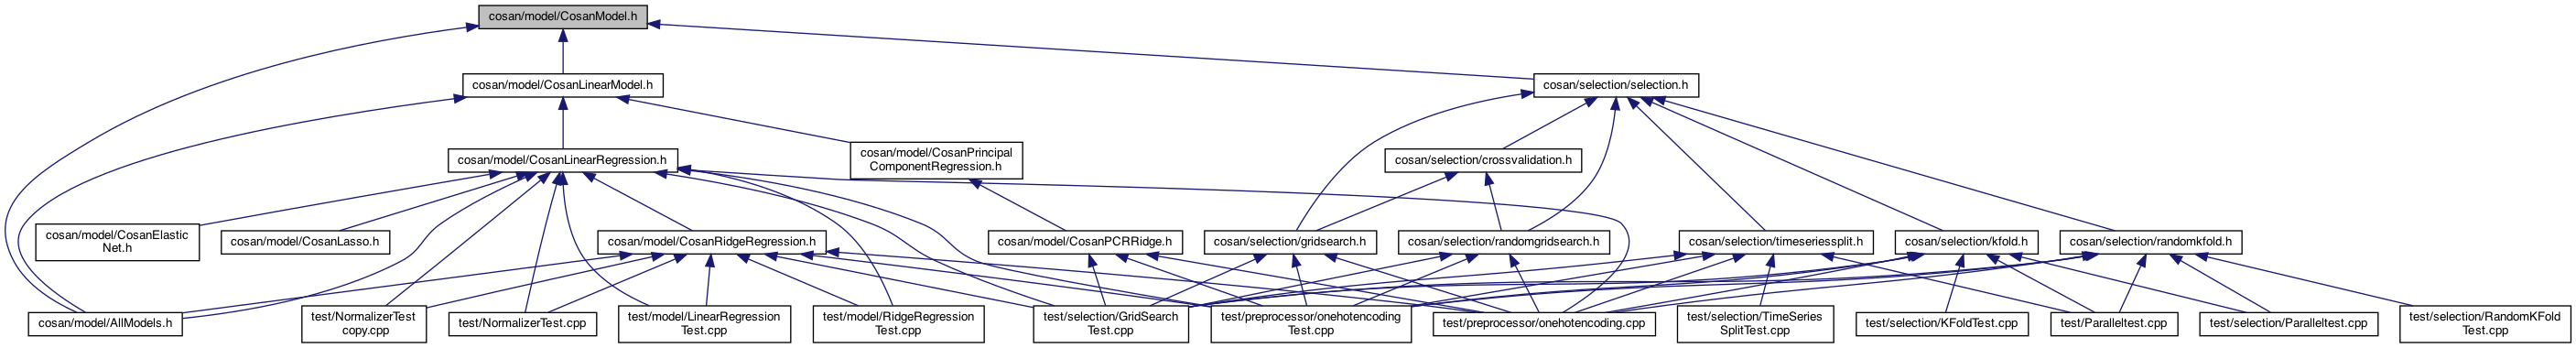 cosan/model/CosanModel.h
cosan/model/CosanLinearModel.h
cosan/selection/selection.h
cosan/model/CosanLinearRegression.h
cosan/model/CosanPrincipal
ComponentRegression.h
cosan/selection/crossvalidation.h
cosan/model/CosanElastic
Net.h
cosan/model/CosanLasso.h
cosan/model/CosanRidgeRegression.h
cosan/model/CosanPCRRidge.h
cosan/selection/gridsearch.h
cosan/selection/randomgridsearch.h
cosan/selection/timeseriessplit.h
cosan/selection/kfold.h
cosan/selection/randomkfold.h
cosan/model/AllModels.h
test/NormalizerTest
copy.cpp
test/NormalizerTest.cpp
test/model/LinearRegression
Test.cpp
test/model/RidgeRegression
Test.cpp
test/selection/GridSearch
Test.cpp
test/preprocessor/onehotencoding
Test.cpp
test/preprocessor/onehotencoding.cpp
test/selection/TimeSeries
SplitTest.cpp
test/selection/KFoldTest.cpp
test/Paralleltest.cpp
test/selection/Paralleltest.cpp
test/selection/RandomKFold
Test.cpp